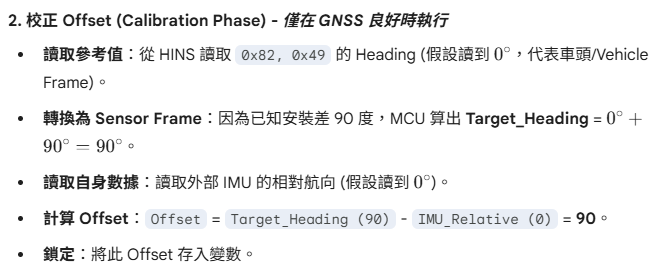 2. 校正 Offset (Calibration Phase) - 僅在 GNSS 良好時執行
• 讀取參考值：從 HINS 讀取 0x82, 0x49 的 Heading (假設讀到 0°，代表車頭/Vehicle
Frame)。
• 轉換為 Sensor Frame：因為已知安裝差 90 度，MCU 算出 Target_Heading = 0° +
90° = 90°。
• 讀取自身數據：讀取外部 IMU 的相對航向 (假設讀到 0°)。
• 計算 Offset：Offset = Target_Heading (90) - IMU_Relative (0) = 90。
• 鎖定：將此 Offset 存入變數。